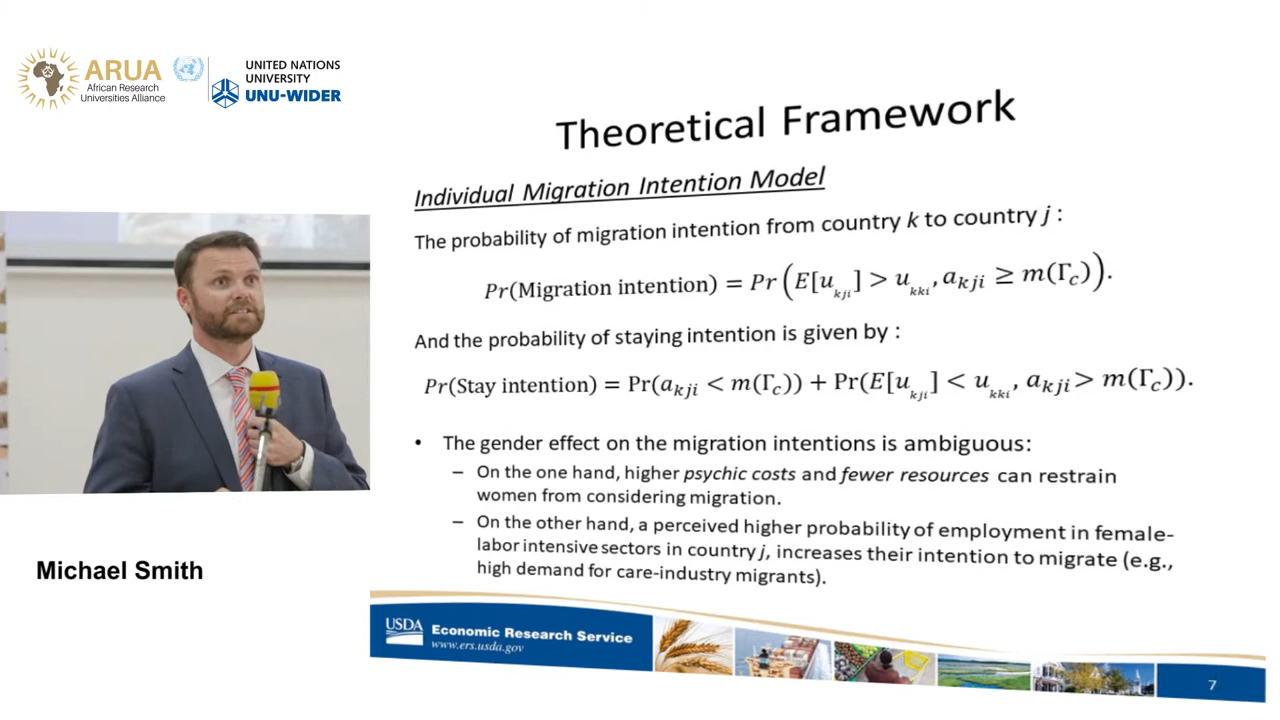 ARUA
African Research
Universities Alliance
UNITED NATIONS
UNIVERSITY
UNU-WIDER
Theoretical Framework
Individual Migration Intention Model
The probability of migration intention from country k to country j :
Pr(Migration intention) = Pr(E[u_kji] > u_kki, a_kji ≥ m(Γ_c)).
And the probability of staying intention is given by :
Pr(Stay intention) = Pr(a_kji < m(Γ_c)) + Pr(E[u_kji] < u_kki, a_kji > m(Γ_c)).
• The gender effect on the migration intentions is ambiguous:
– On the one hand, higher psychic costs and fewer resources can restrain
women from considering migration.
– On the other hand, a perceived higher probability of employment in female-
labor intensive sectors in country j, increases their intention to migrate (e.g.,
high demand for care-industry migrants).
Michael Smith
USDA
Economic Research Service
www.ers.usda.gov
7